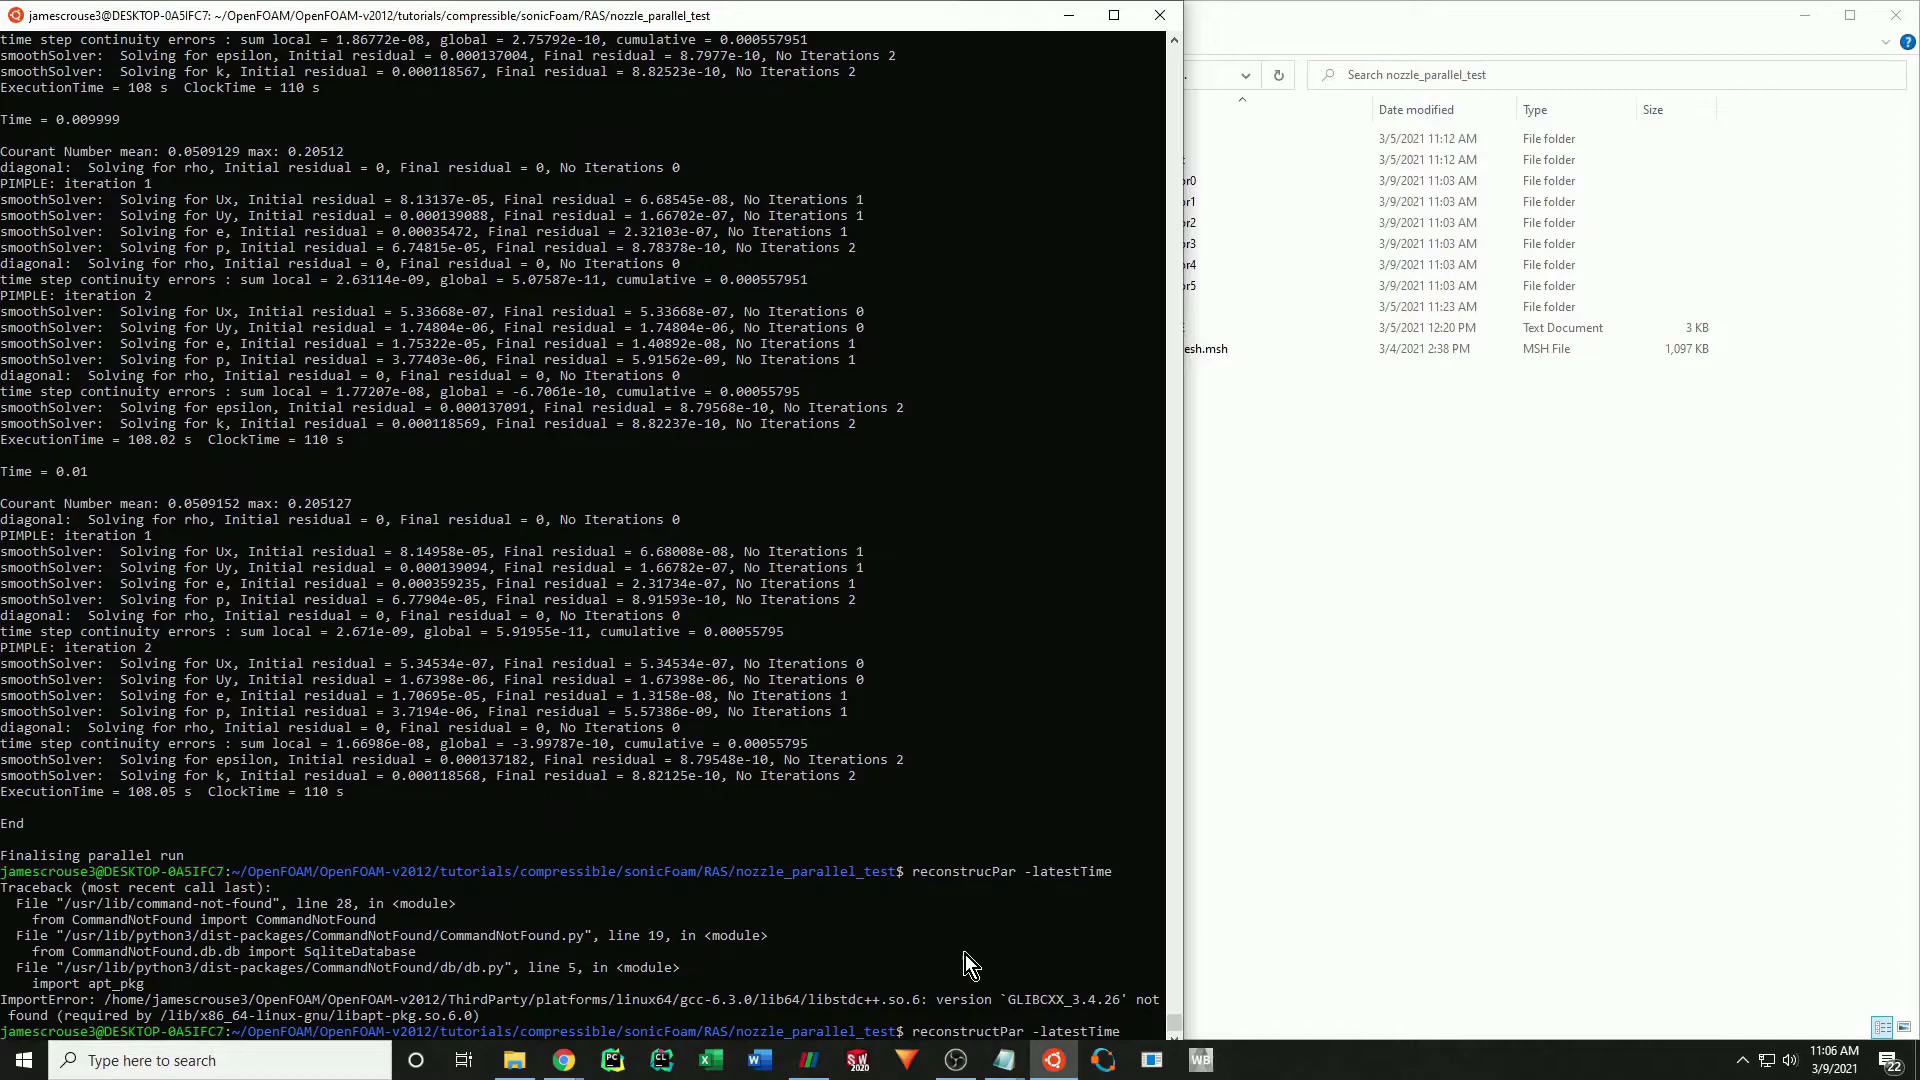 jamescrouse3@DESKTOP-0A5IFC7: ~/OpenFOAM/OpenFOAM-v2012/tutorials/compressible/sonicFoam/RAS/nozzle_parallel_test
time step continuity errors : sum local = 1.86772e-08, global = 2.75792e-10, cumulative = 0.000557951
smoothSolver:  Solving for epsilon, Initial residual = 0.000137004, Final residual = 8.7977e-10, No Iterations 2
smoothSolver:  Solving for k, Initial residual = 0.000118567, Final residual = 8.82523e-10, No Iterations 2
ExecutionTime = 108 s  ClockTime = 110 s
Time = 0.009999
Courant Number mean: 0.0509129 max: 0.20512
diagonal:  Solving for rho, Initial residual = 0, Final residual = 0, No Iterations 0
PIMPLE: iteration 1
smoothSolver:  Solving for Ux, Initial residual = 8.13137e-05, Final residual = 6.68545e-08, No Iterations 1
smoothSolver:  Solving for Uy, Initial residual = 0.000139088, Final residual = 1.66702e-07, No Iterations 1
smoothSolver:  Solving for e, Initial residual = 0.00035472, Final residual = 2.32103e-07, No Iterations 1
smoothSolver:  Solving for p, Initial residual = 6.74815e-05, Final residual = 8.78378e-10, No Iterations 2
diagonal:  Solving for rho, Initial residual = 0, Final residual = 0, No Iterations 0
time step continuity errors : sum local = 2.63114e-09, global = 5.07587e-11, cumulative = 0.000557951
PIMPLE: iteration 2
smoothSolver:  Solving for Ux, Initial residual = 5.33668e-07, Final residual = 5.33668e-07, No Iterations 0
smoothSolver:  Solving for Uy, Initial residual = 1.74804e-06, Final residual = 1.74804e-06, No Iterations 0
smoothSolver:  Solving for e, Initial residual = 1.75322e-05, Final residual = 1.40892e-08, No Iterations 1
smoothSolver:  Solving for p, Initial residual = 3.77403e-06, Final residual = 5.91562e-09, No Iterations 1
diagonal:  Solving for rho, Initial residual = 0, Final residual = 0, No Iterations 0
time step continuity errors : sum local = 1.77207e-08, global = -6.7061e-10, cumulative = 0.00055795
smoothSolver:  Solving for epsilon, Initial residual = 0.000137091, Final residual = 8.79568e-10, No Iterations 2
smoothSolver:  Solving for k, Initial residual = 0.000118569, Final residual = 8.82237e-10, No Iterations 2
ExecutionTime = 108.02 s  ClockTime = 110 s
Time = 0.01
Courant Number mean: 0.0509152 max: 0.205127
diagonal:  Solving for rho, Initial residual = 0, Final residual = 0, No Iterations 0
PIMPLE: iteration 1
smoothSolver:  Solving for Ux, Initial residual = 8.14958e-05, Final residual = 6.68008e-08, No Iterations 1
smoothSolver:  Solving for Uy, Initial residual = 0.000139094, Final residual = 1.66782e-07, No Iterations 1
smoothSolver:  Solving for e, Initial residual = 0.000359235, Final residual = 2.31734e-07, No Iterations 1
smoothSolver:  Solving for p, Initial residual = 6.77904e-05, Final residual = 8.91593e-10, No Iterations 2
diagonal:  Solving for rho, Initial residual = 0, Final residual = 0, No Iterations 0
time step continuity errors : sum local = 2.671e-09, global = 5.91955e-11, cumulative = 0.00055795
PIMPLE: iteration 2
smoothSolver:  Solving for Ux, Initial residual = 5.34534e-07, Final residual = 5.34534e-07, No Iterations 0
smoothSolver:  Solving for Uy, Initial residual = 1.67398e-06, Final residual = 1.67398e-06, No Iterations 0
smoothSolver:  Solving for e, Initial residual = 1.70695e-05, Final residual = 1.3158e-08, No Iterations 1
smoothSolver:  Solving for p, Initial residual = 3.7194e-06, Final residual = 5.57386e-09, No Iterations 1
diagonal:  Solving for rho, Initial residual = 0, Final residual = 0, No Iterations 0
time step continuity errors : sum local = 1.66986e-08, global = -3.99787e-10, cumulative = 0.00055795
smoothSolver:  Solving for epsilon, Initial residual = 0.000137182, Final residual = 8.79548e-10, No Iterations 2
smoothSolver:  Solving for k, Initial residual = 0.000118568, Final residual = 8.82125e-10, No Iterations 2
ExecutionTime = 108.05 s  ClockTime = 110 s
End
Finalising parallel run
jamescrouse3@DESKTOP-0A5IFC7:~/OpenFOAM/OpenFOAM-v2012/tutorials/compressible/sonicFoam/RAS/nozzle_parallel_test$ reconstrucPar -latestTime
Traceback (most recent call last):
  File "/usr/lib/command-not-found", line 28, in <module>
    from CommandNotFound import CommandNotFound
  File "/usr/lib/python3/dist-packages/CommandNotFound/CommandNotFound.py", line 19, in <module>
    from CommandNotFound.db.db import SqliteDatabase
  File "/usr/lib/python3/dist-packages/CommandNotFound/db/db.py", line 5, in <module>
    import apt_pkg
ImportError: /home/jamescrouse3/OpenFOAM/OpenFOAM-v2012/ThirdParty/platforms/linux64/gcc-6.3.0/lib64/libstdc++.so.6: version `GLIBCXX_3.4.26' not
found (required by /lib/x86_64-linux-gnu/libapt-pkg.so.6.0)
jamescrouse3@DESKTOP-0A5IFC7:~/OpenFOAM/OpenFOAM-v2012/tutorials/compressible/sonicFoam/RAS/nozzle_parallel_test$ reconstructPar -latestTime
Search nozzle_parallel_test
Date modified Type Size
3/5/2021 11:12 AM File folder
3/5/2021 11:12 AM File folder
or0 3/9/2021 11:03 AM File folder
or1 3/9/2021 11:03 AM File folder
or2 3/9/2021 11:03 AM File folder
or3 3/9/2021 11:03 AM File folder
or4 3/9/2021 11:03 AM File folder
or5 3/9/2021 11:03 AM File folder
3/5/2021 11:23 AM File folder
3/5/2021 12:20 PM Text Document 3 KB
esh.msh 3/4/2021 2:38 PM MSH File 1,097 KB
Type here to search
PC
CL
W
SW
2020
WB
11:06 AM
3/9/2021
22